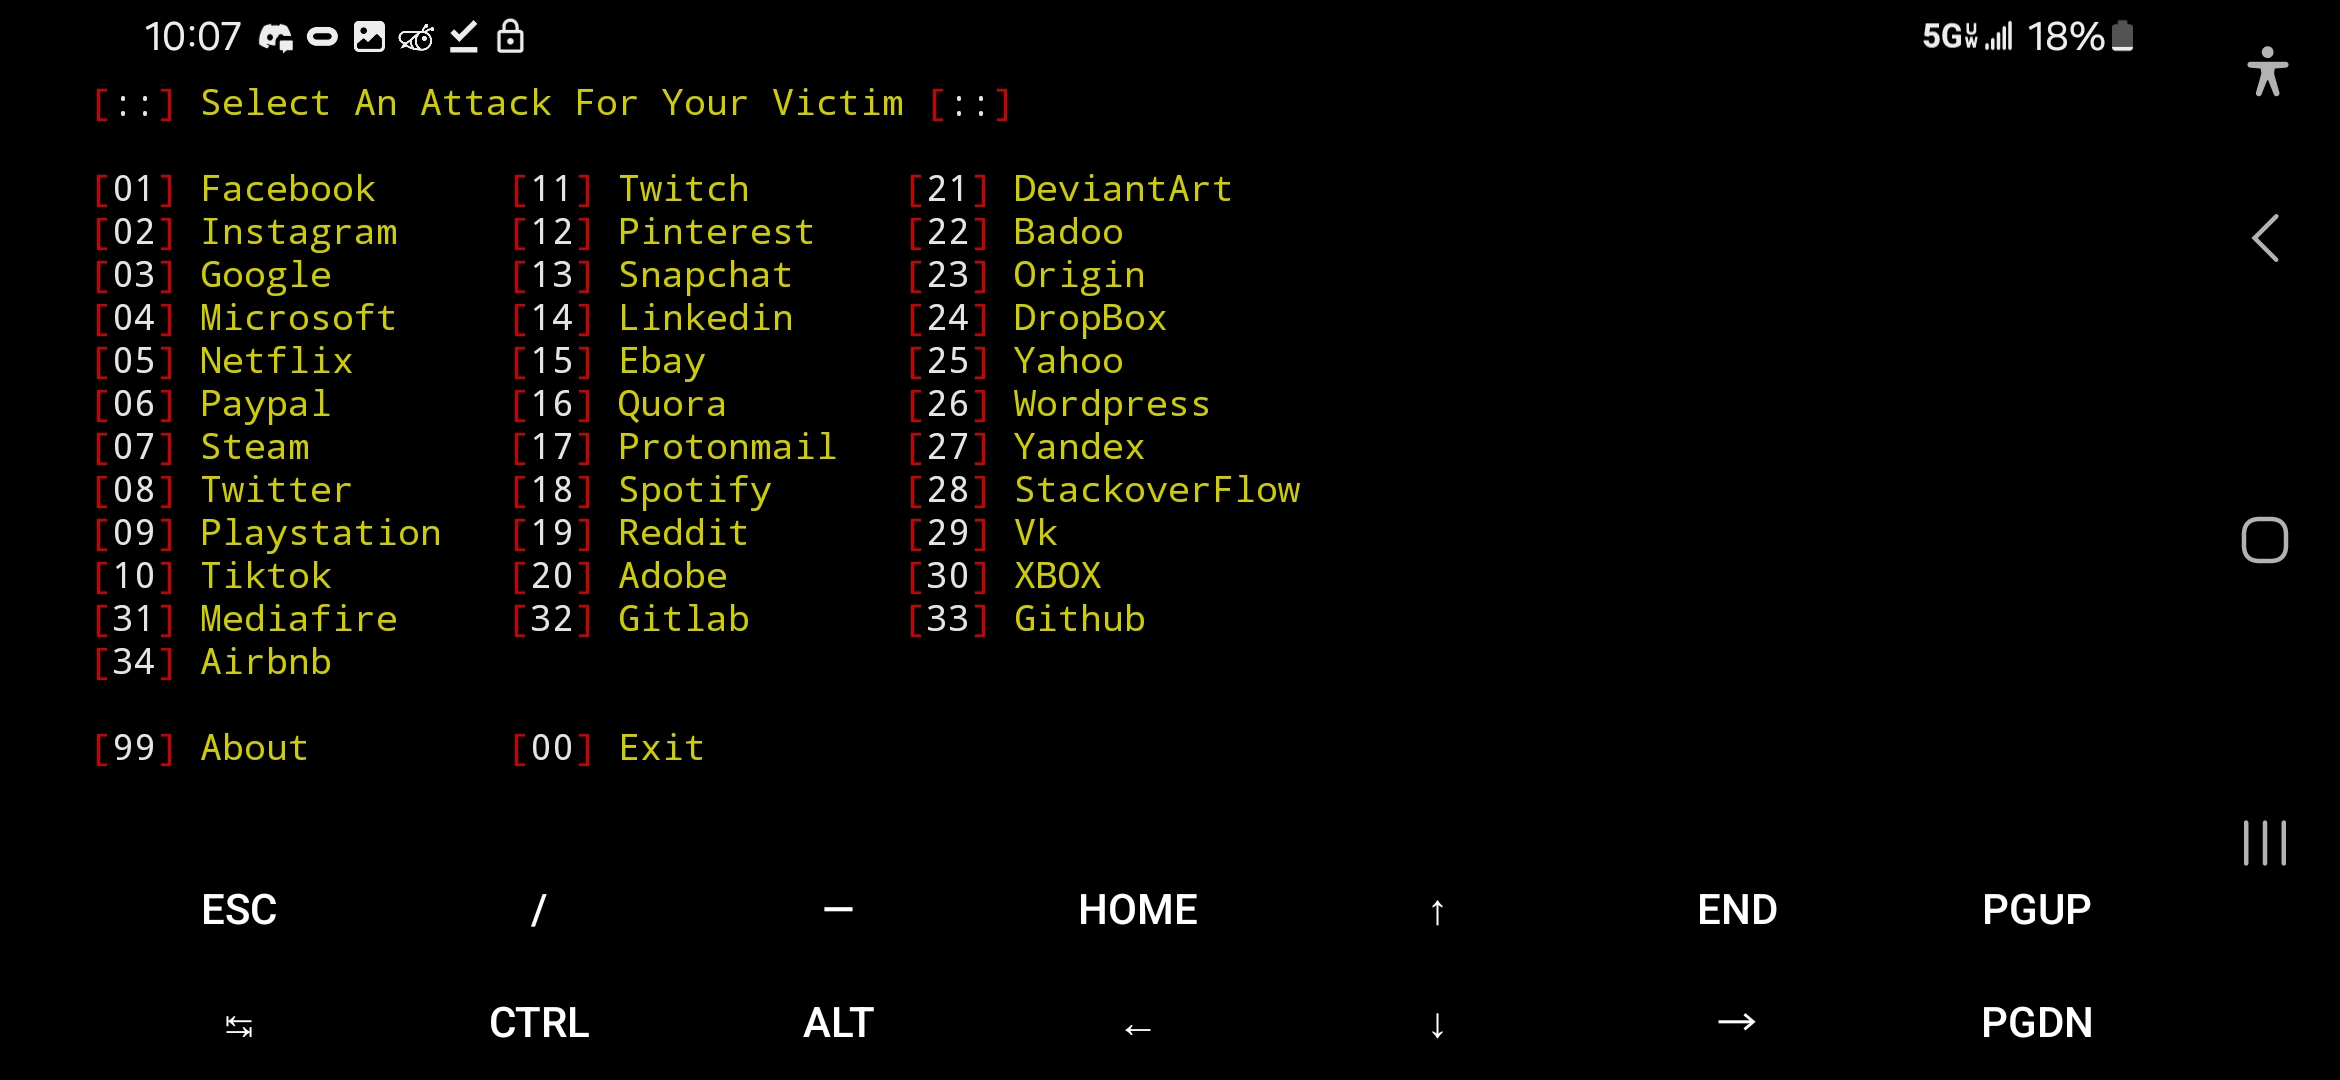 10:07 5G UW 18%
[::] Select An Attack For Your Victim [::]
[01] Facebook [11] Twitch [21] DeviantArt
[02] Instagram [12] Pinterest [22] Badoo
[03] Google [13] Snapchat [23] Origin
[04] Microsoft [14] Linkedin [24] DropBox
[05] Netflix [15] Ebay [25] Yahoo
[06] Paypal [16] Quora [26] Wordpress
[07] Steam [17] Protonmail [27] Yandex
[08] Twitter [18] Spotify [28] StackoverFlow
[09] Playstation [19] Reddit [29] Vk
[10] Tiktok [20] Adobe [30] XBOX
[31] Mediafire [32] Gitlab [33] Github
[34] Airbnb
[99] About [00] Exit
ESC / — HOME ↑ END PGUP
↹ CTRL ALT ← ↓ → PGDN